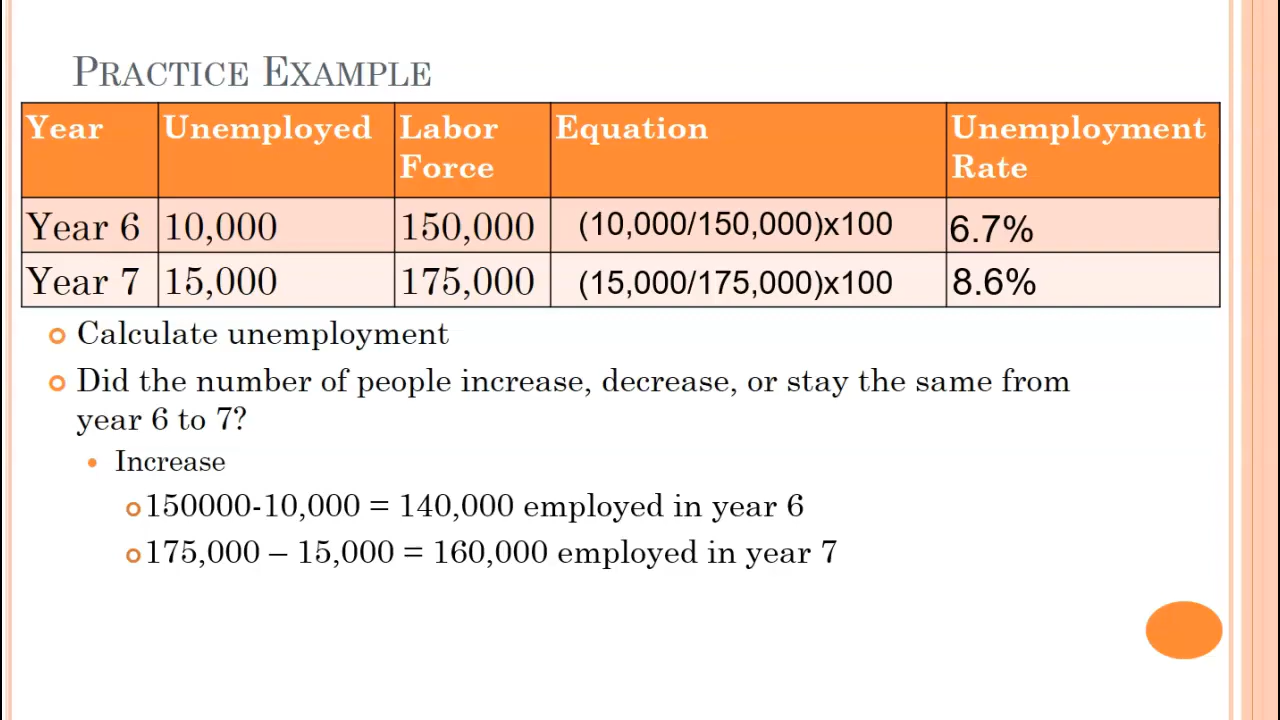 PRACTICE EXAMPLE
Year Unemployed Labor Force Equation Unemployment Rate
Year 6 10,000 150,000 (10,000/150,000)x100 6.7%
Year 7 15,000 175,000 (15,000/175,000)x100 8.6%
Calculate unemployment
Did the number of people increase, decrease, or stay the same from
year 6 to 7?
Increase
150000-10,000 = 140,000 employed in year 6
175,000 – 15,000 = 160,000 employed in year 7